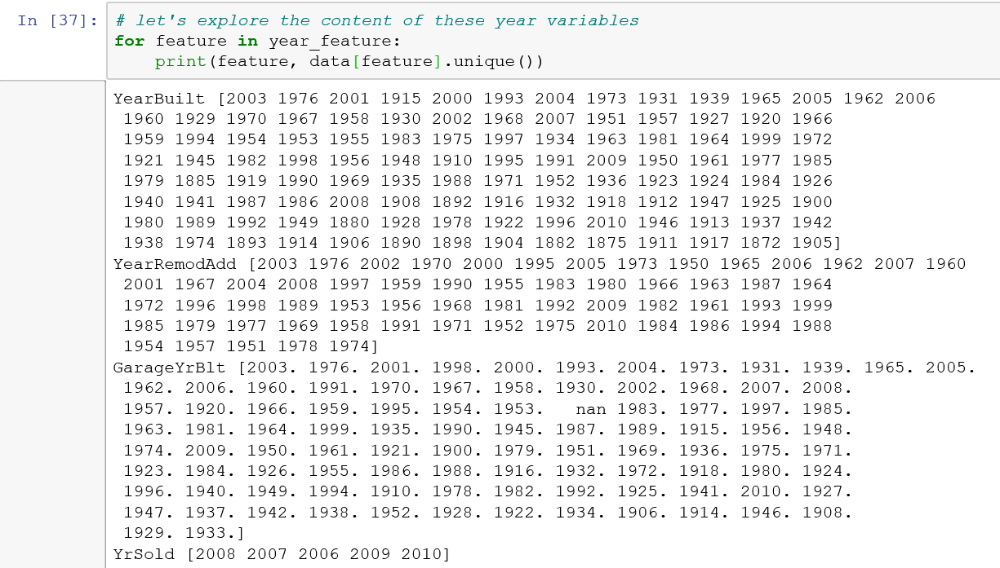 In [37]: # let's explore the content of these year variables
for feature in year_feature:
    print(feature, data[feature].unique())
YearBuilt [2003 1976 2001 1915 2000 1993 2004 1973 1931 1939 1965 2005 1962 2006
 1960 1929 1970 1967 1958 1930 2002 1968 2007 1951 1957 1927 1920 1966
 1959 1994 1954 1953 1955 1983 1975 1997 1934 1963 1981 1964 1999 1972
 1921 1945 1982 1998 1956 1948 1910 1995 1991 2009 1950 1961 1977 1985
 1979 1885 1919 1990 1969 1935 1988 1971 1952 1936 1923 1924 1984 1926
 1940 1941 1987 1986 2008 1908 1892 1916 1932 1918 1912 1947 1925 1900
 1980 1989 1992 1949 1880 1928 1978 1922 1996 2010 1946 1913 1937 1942
 1938 1974 1893 1914 1906 1890 1898 1904 1882 1875 1911 1917 1872 1905]
YearRemodAdd [2003 1976 2002 1970 2000 1995 2005 1973 1950 1965 2006 1962 2007 1960
 2001 1967 2004 2008 1997 1959 1990 1955 1983 1980 1966 1963 1987 1964
 1972 1996 1998 1989 1953 1956 1968 1981 1992 2009 1982 1961 1993 1999
 1985 1979 1977 1969 1958 1991 1971 1952 1975 2010 1984 1986 1994 1988
 1954 1957 1951 1978 1974]
GarageYrBlt [2003. 1976. 2001. 1998. 2000. 1993. 2004. 1973. 1931. 1939. 1965. 2005.
 1962. 2006. 1960. 1991. 1970. 1967. 1958. 1930. 2002. 1968. 2007. 2008.
 1957. 1920. 1966. 1959. 1995. 1954. 1953.   nan 1983. 1977. 1997. 1985.
 1963. 1981. 1964. 1999. 1935. 1990. 1945. 1987. 1989. 1915. 1956. 1948.
 1974. 2009. 1950. 1961. 1921. 1900. 1979. 1951. 1969. 1936. 1975. 1971.
 1923. 1984. 1926. 1955. 1986. 1988. 1916. 1932. 1972. 1918. 1980. 1924.
 1996. 1940. 1949. 1994. 1910. 1978. 1982. 1992. 1925. 1941. 2010. 1927.
 1947. 1937. 1942. 1938. 1952. 1928. 1922. 1934. 1906. 1914. 1946. 1908.
 1929. 1933.]
YrSold [2008 2007 2006 2009 2010]